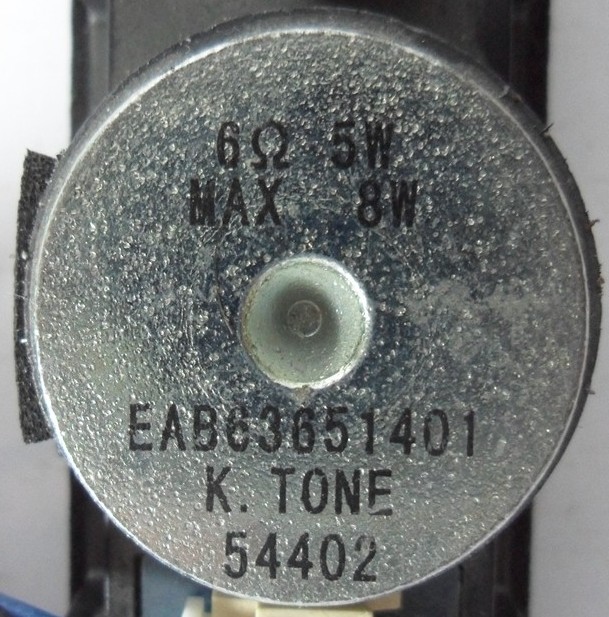 6Ω 5W
MAX 8W
EAB63651401
K. TONE
54402